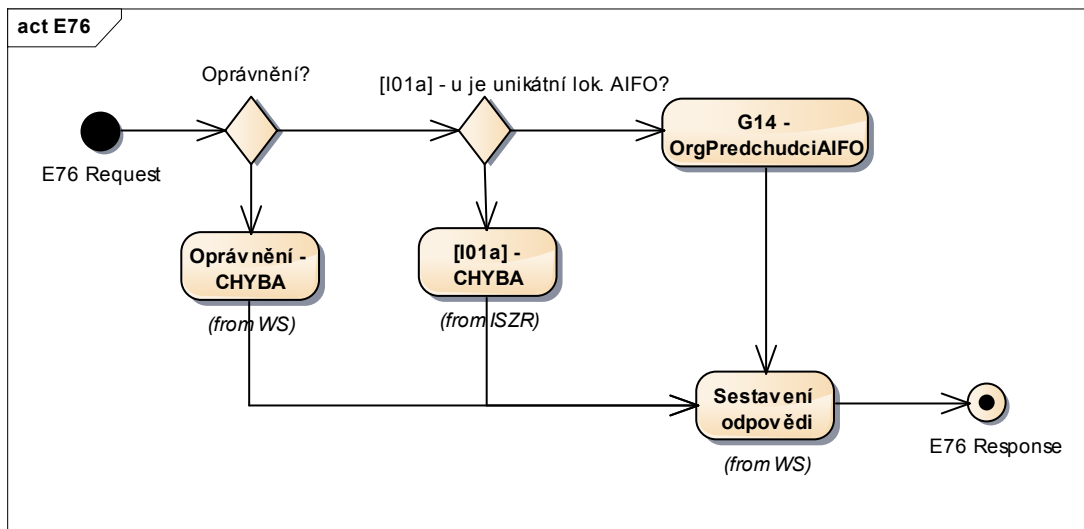 act E76
Oprávnění?
[I01a] - u je unikátní lok. AIFO?
E76 Request
G14 -
OrgPredchudciAIFO
Oprávnění -
CHYBA
(from WS)
[I01a] -
CHYBA
(from ISZR)
Sestavení
odpovědi
(from WS)
E76 Response